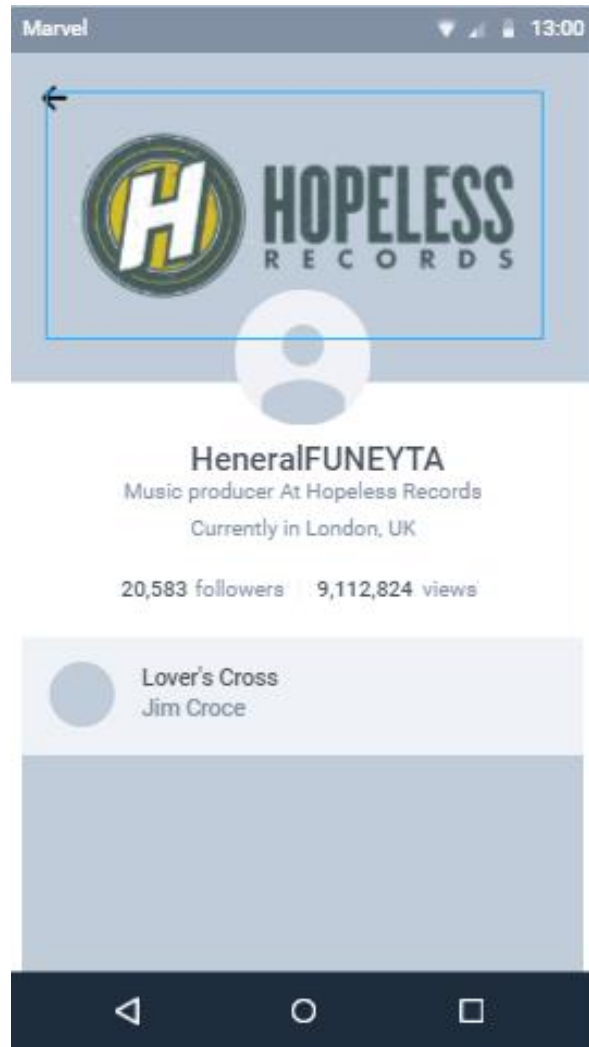 Marvel 13:00
H HOPELESS
RECORDS
HeneralFUNEYTA
Music producer At Hopeless Records
Currently in London, UK
20,583 followers 9,112,824 views
Lover's Cross
Jim Croce